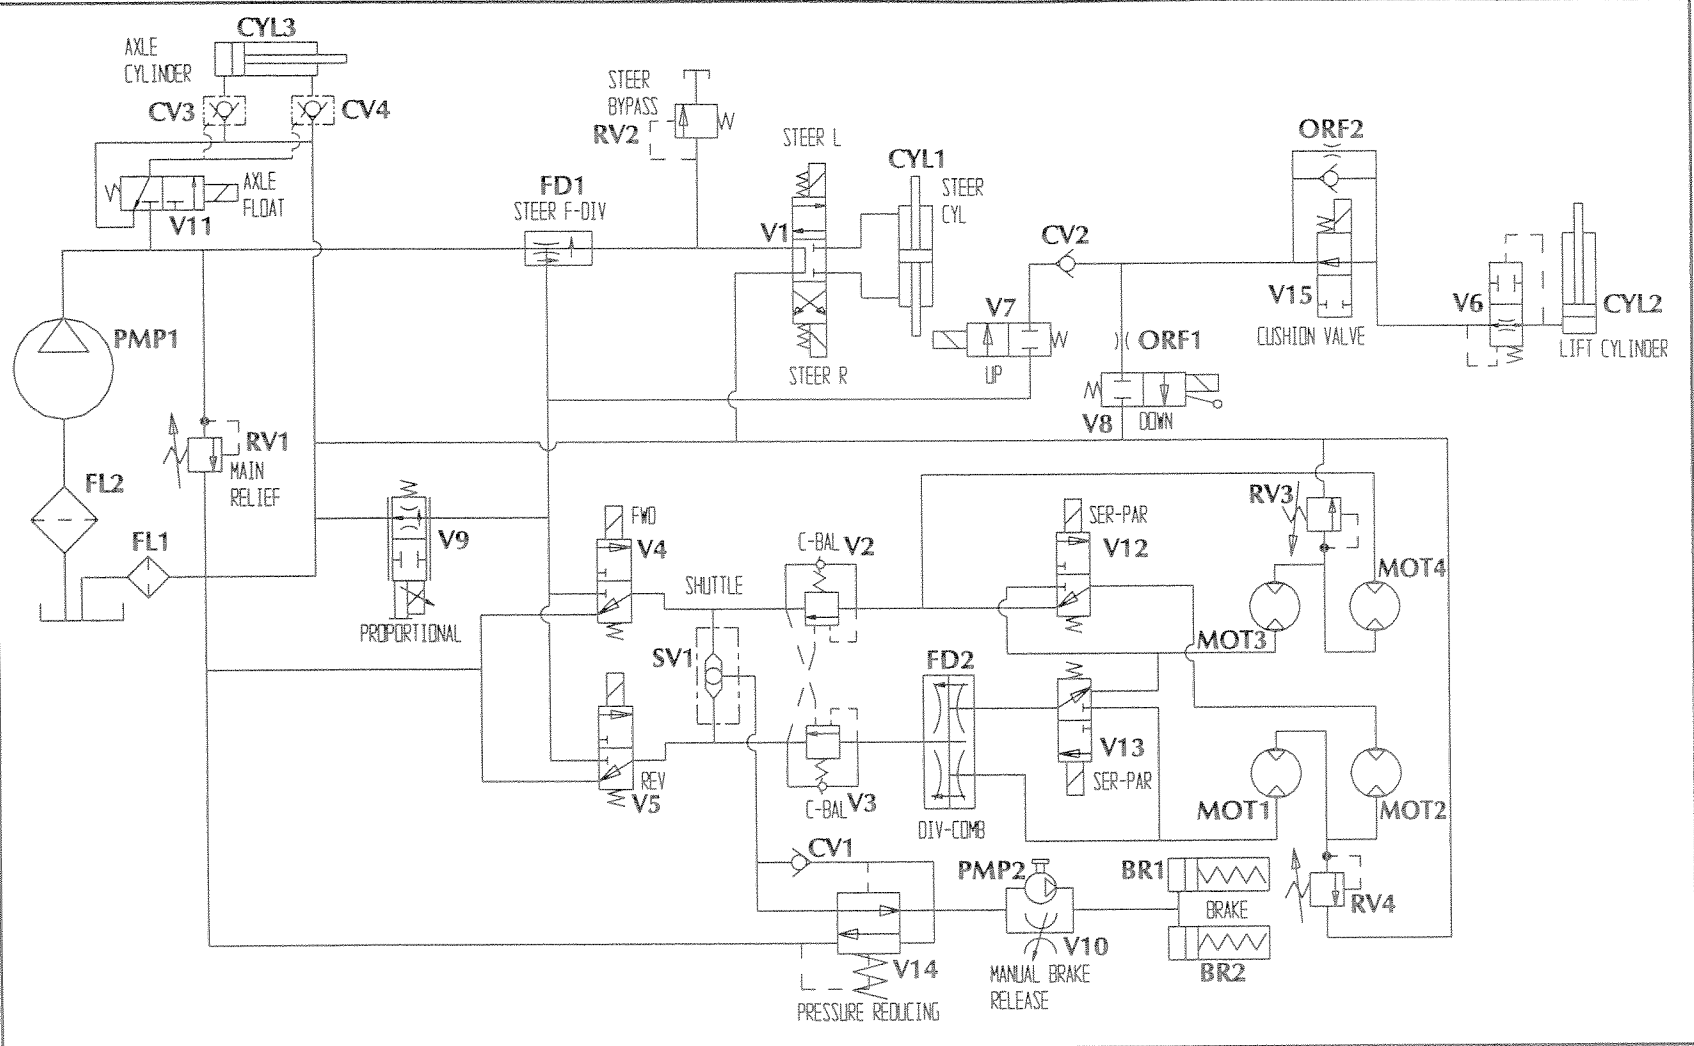 CYL3
AXLE
CYLINDER
CV3
CV4
STEER
BYPASS
RV2
STEER L
CYL1
STEER
CYL
ORF2
AXLE
FLOAT
V11
FD1
STEER F-DIV
V1
CV2
V15
CUSHION VALVE
V6
CYL2
LIFT CYLINDER
PMP1
V7
UP
ORF1
STEER R
V8
DOWN
RV1
MAIN
RELIEF
FL2
FL1
V9
PROPORTIONAL
FWD
V4
C-BAL
V2
SER-PAR
V12
RV3
MOT4
SHUTTLE
MOT3
SV1
FD2
V13
SER-PAR
REV
V5
C-BAL
V3
DIV-COMB
MOT1
MOT2
CV1
PMP2
BR1
BRAKE
RV4
V10
BR2
V14
MANUAL BRAKE
RELEASE
PRESSURE REDUCING